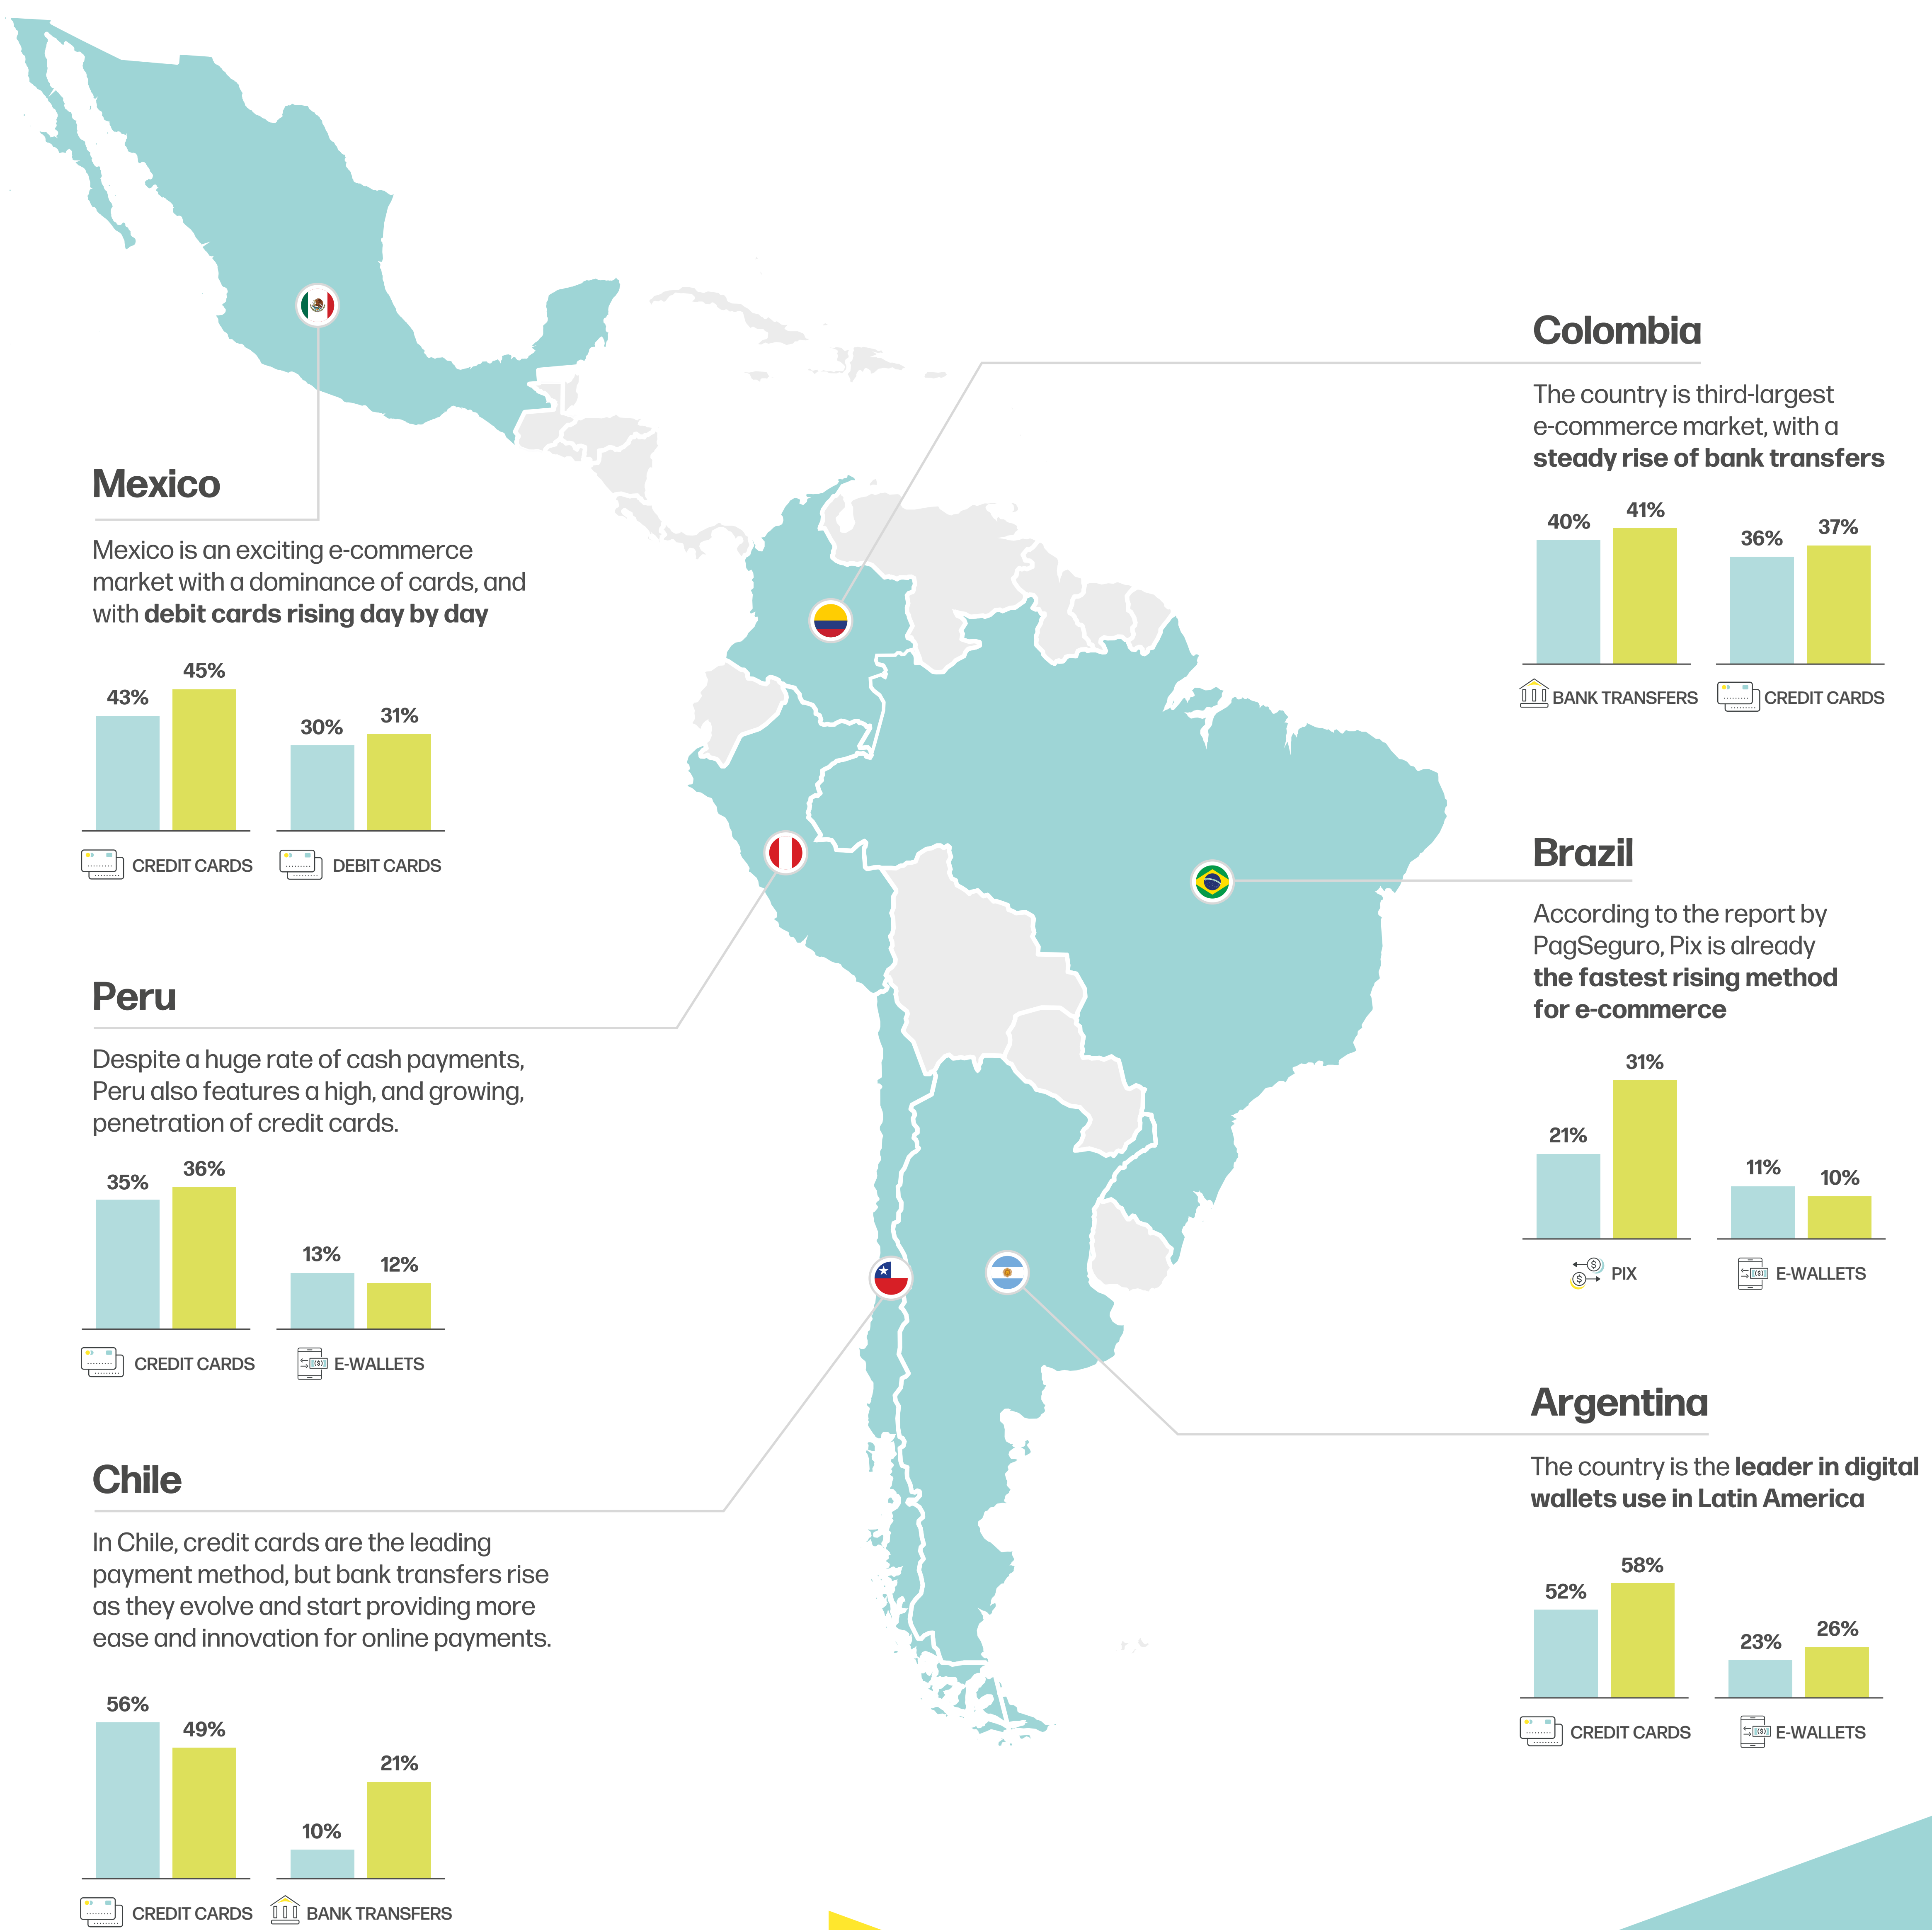 Mexico
Mexico is an exciting e-commerce
market with a dominance of cards, and
with debit cards rising day by day
43%
45%
30%
31%
CREDIT CARDS
DEBIT CARDS
Peru
Despite a huge rate of cash payments,
Peru also features a high, and growing,
penetration of credit cards.
35%
36%
13%
12%
CREDIT CARDS
E-WALLETS
Chile
In Chile, credit cards are the leading
payment method, but bank transfers rise
as they evolve and start providing more
ease and innovation for online payments.
56%
49%
10%
21%
CREDIT CARDS
BANK TRANSFERS
Colombia
The country is third-largest
e-commerce market, with a
steady rise of bank transfers
40%
41%
36%
37%
BANK TRANSFERS
CREDIT CARDS
Brazil
According to the report by
PagSeguro, Pix is already
the fastest rising method
for e-commerce
21%
31%
11%
10%
PIX
E-WALLETS
Argentina
The country is the leader in digital
wallets use in Latin America
52%
58%
23%
26%
CREDIT CARDS
E-WALLETS